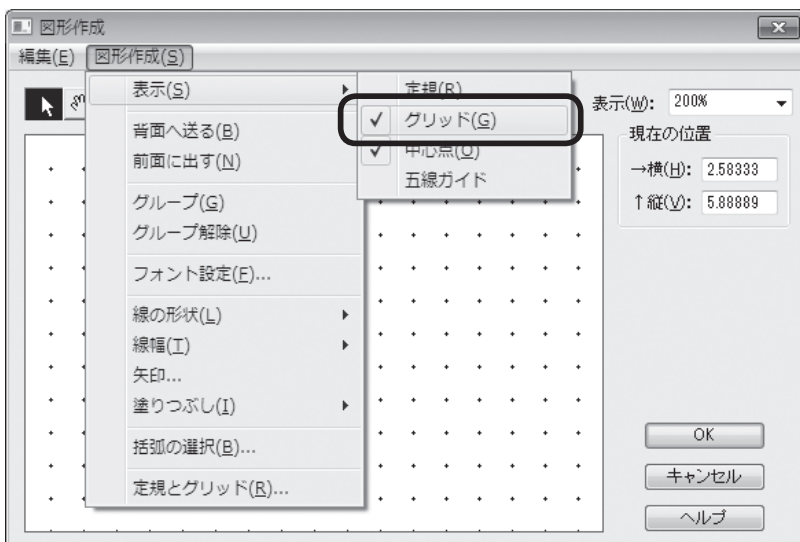 図形作成
編集(E) 図形作成(S)
表示(S)
背面へ送る(B)
前面に出す(N)
グループ(G)
グループ解除(U)
フォント設定(F)...
線の形状(L)
線幅(T)
矢印...
塗りつぶし(I)
括弧の選択(B)...
定規とグリッド(R)...
定規(R)
グリッド(G)
中心点(O)
五線ガイド
表示(W): 200%
現在の位置
→横(H): 2.58333
↑縦(V): 5.88889
OK
キャンセル
ヘルプ